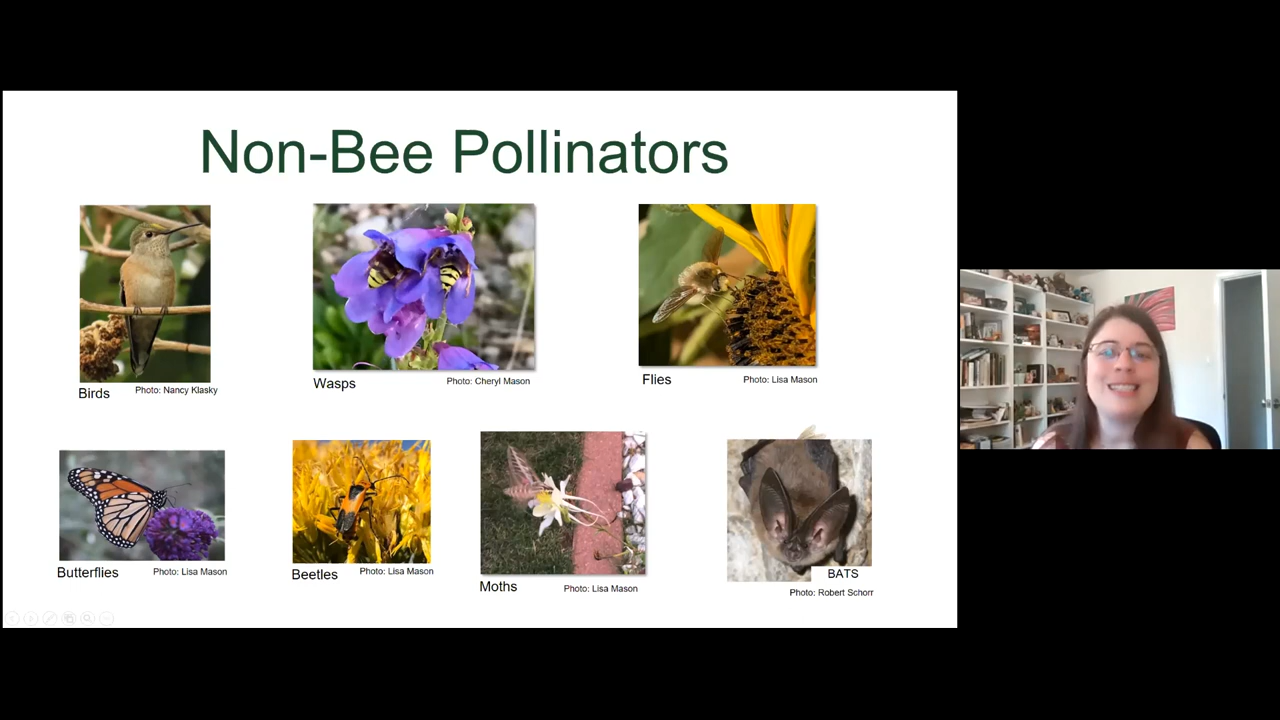 Non-Bee Pollinators
Birds
Photo: Nancy Klasky
Wasps
Photo: Cheryl Mason
Flies
Photo: Lisa Mason
Butterflies
Photo: Lisa Mason
Beetles
Photo: Lisa Mason
Moths
Photo: Lisa Mason
BATS
Photo: Robert Schorr